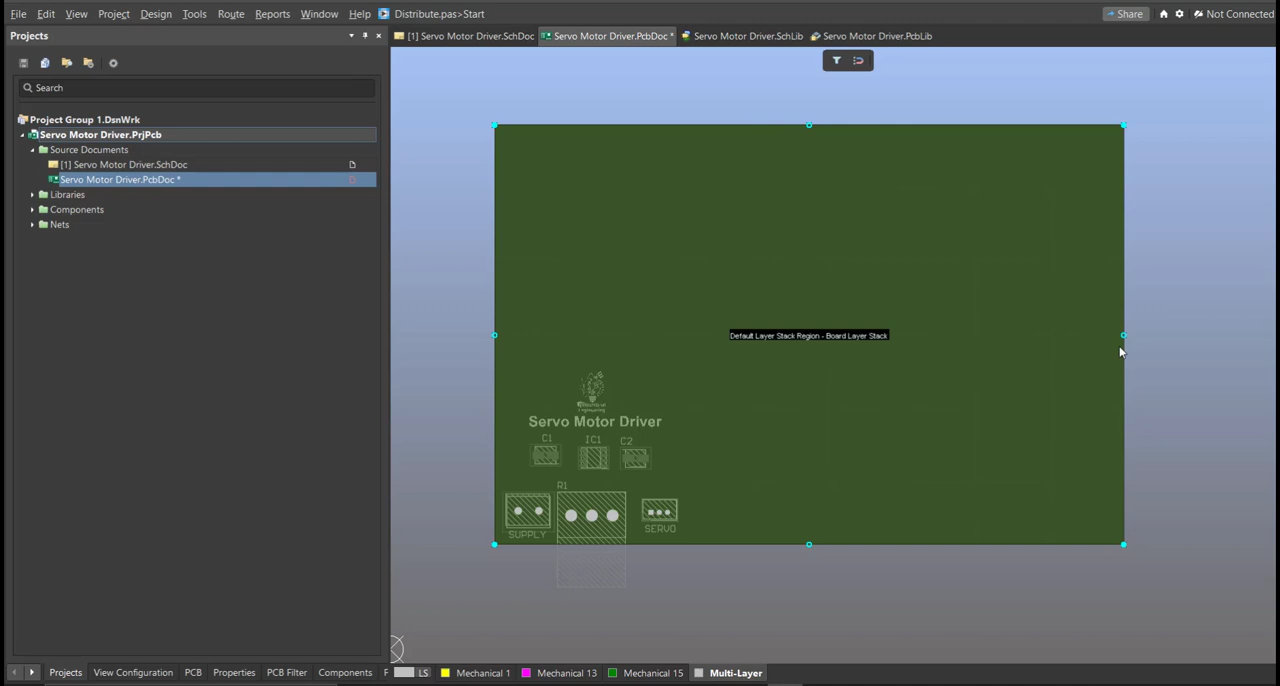 File Edit View Project Design Tools Route Reports Window Help Distribute.pas>Start Share Not Connected
Projects
[1] Servo Motor Driver.SchDoc Servo Motor Driver.PcbDoc * Servo Motor Driver.SchLib Servo Motor Driver.PcbLib
Search
Project Group 1.DsnWrk
Servo Motor Driver.PrjPcb
Source Documents
[1] Servo Motor Driver.SchDoc
Servo Motor Driver.PcbDoc *
Libraries
Components
Nets
Default Layer Stack Region - Board Layer Stack
Servo Motor Driver
C1 IC1 C2
R1
SUPPLY SERVO
Projects View Configuration PCB Properties PCB Filter Components F LS Mechanical 1 Mechanical 13 Mechanical 15 Multi-Layer